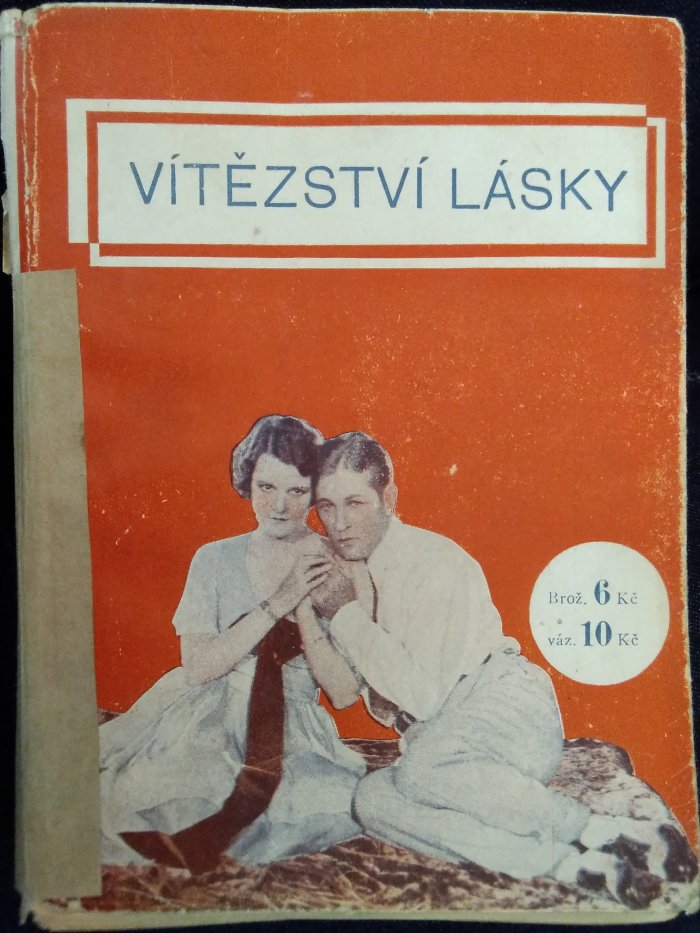 VÍTĚZSTVÍ LÁSKY
Brož. 6 Kč
váz. 10 Kč